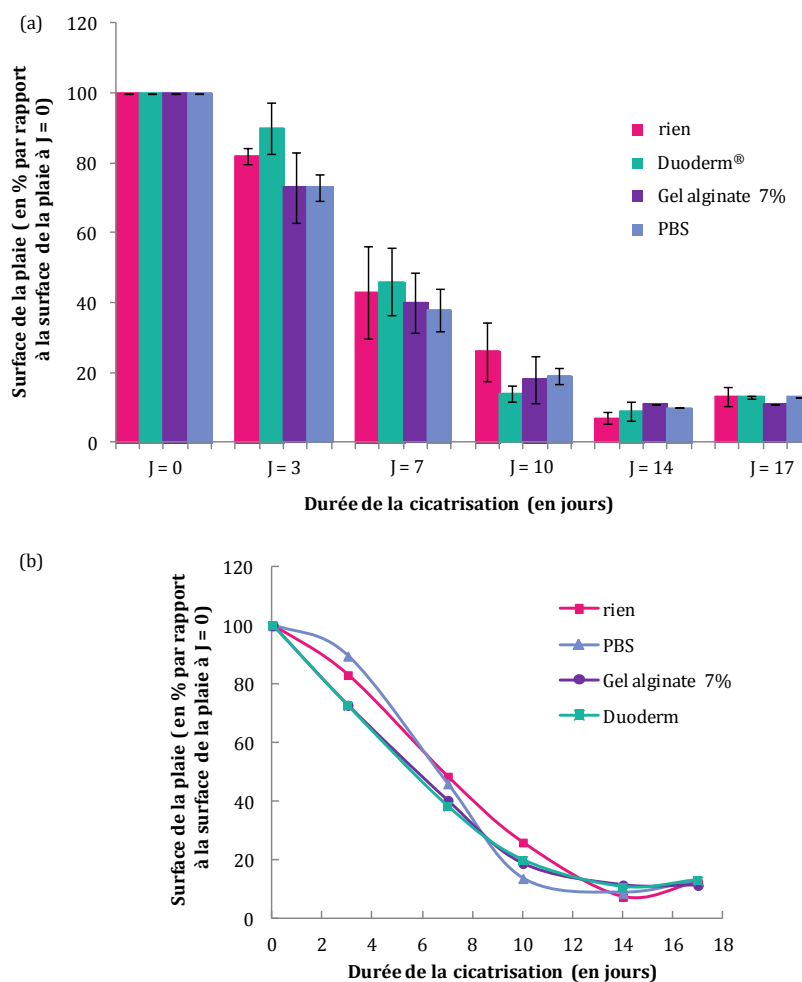 (a)
Surface de la plaie ( en % par rapport
à la surface de la plaie à J = 0)
120
100
80
60
40
20
0
J = 0
J = 3
J = 7
J = 10
J = 14
J = 17
Durée de la cicatrisation (en jours)
rien
Duoderm®
Gel alginate 7%
PBS
(b)
Surface de la plaie ( en % par rapport
à la surface de la plaie à J = 0)
120
100
80
60
40
20
0
0 2 4 6 8 10 12 14 16 18
Durée de la cicatrisation (en jours)
rien
PBS
Gel alginate 7%
Duoderm